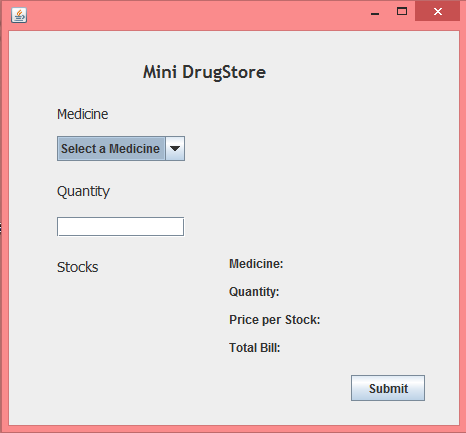 Mini DrugStore
Medicine
Select a Medicine
Quantity
Stocks
Medicine:
Quantity:
Price per Stock:
Total Bill:
Submit